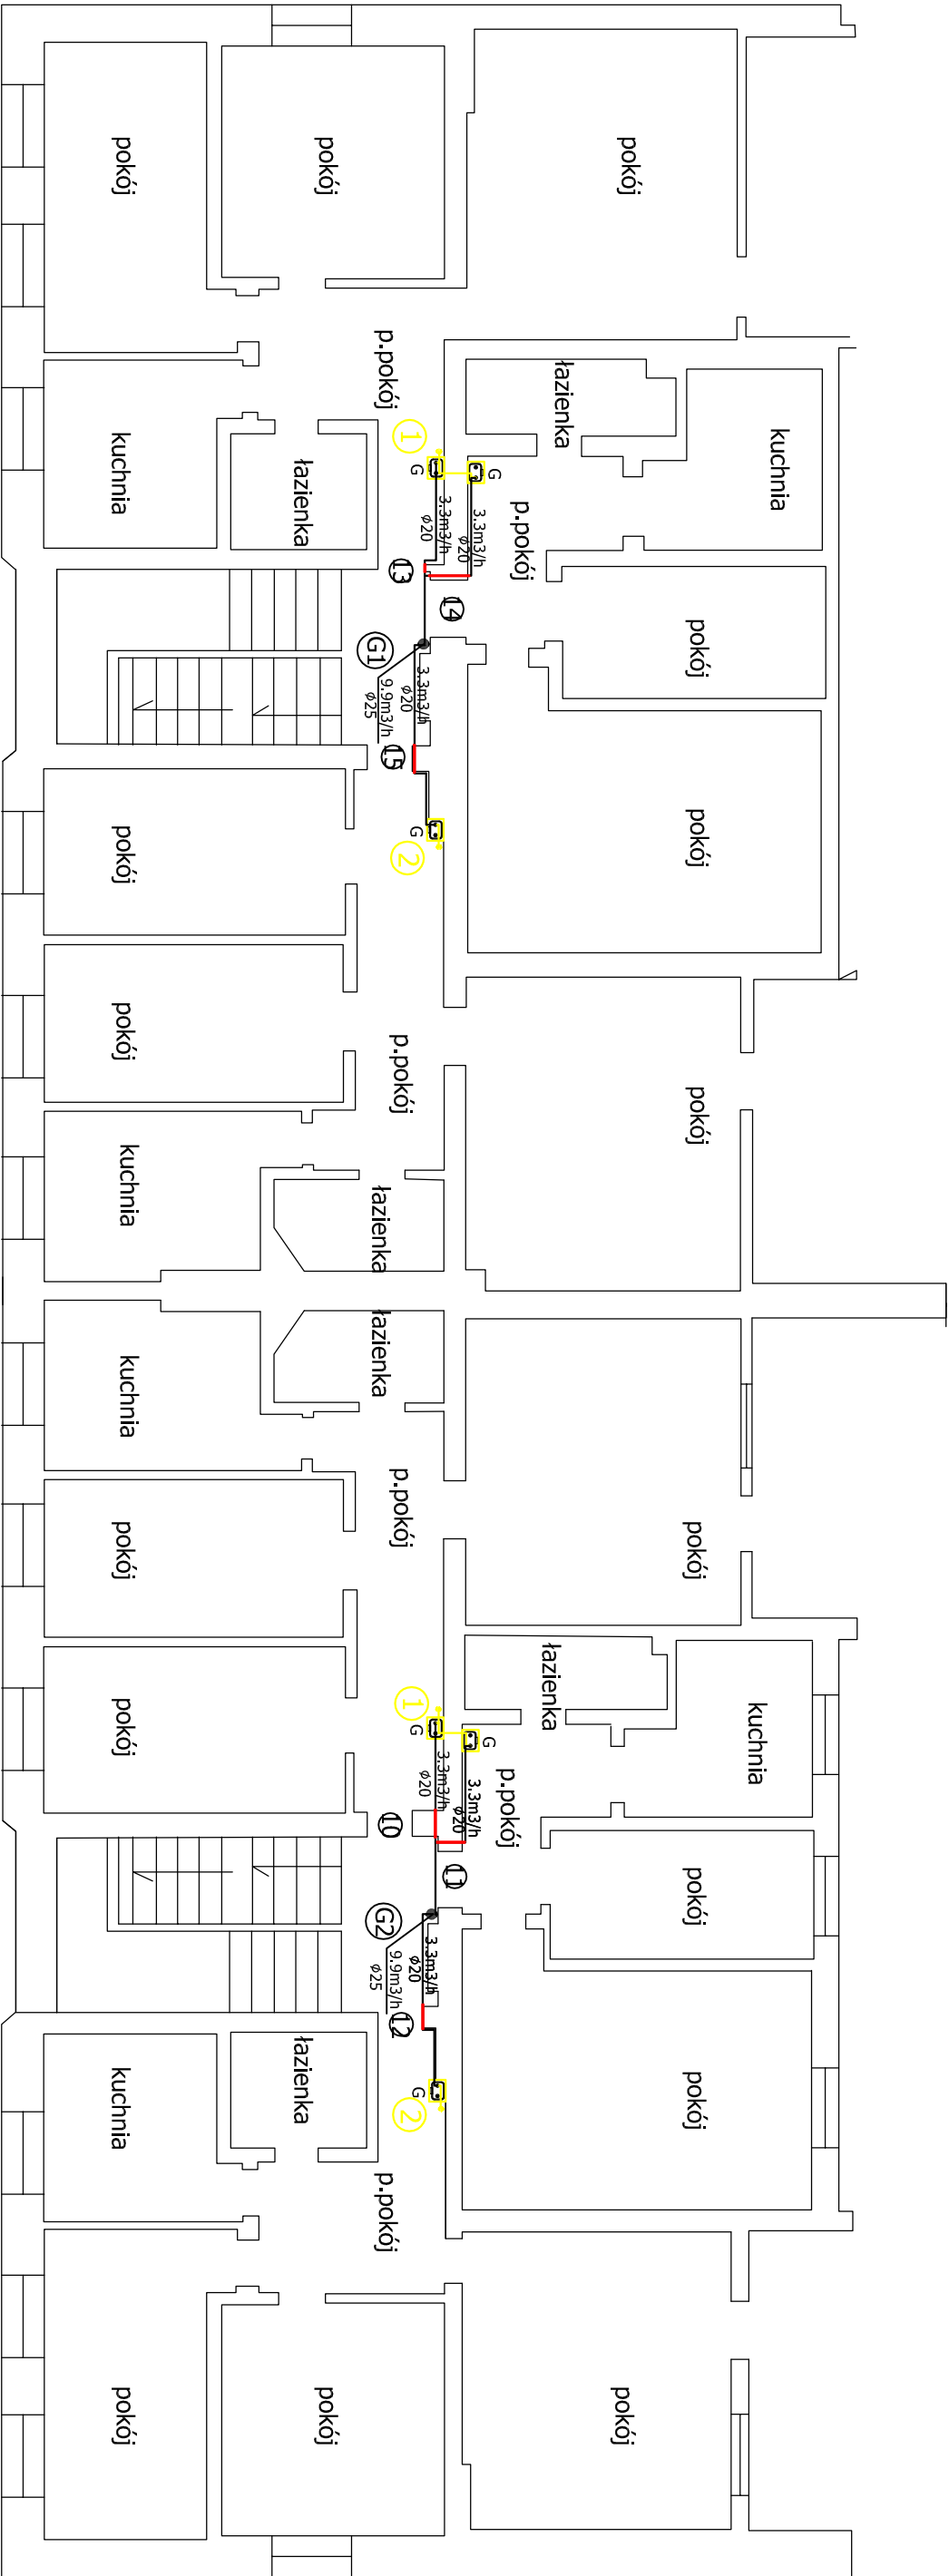 pokój
pokój
pokój
p.pokój
łazienka
kuchnia
kuchnia
łazienka
1
G
G
3.3m3/h
ϕ20
3.3m3/h
ϕ20
p.pokój
13
14
pokój
G1
3.3m3/h
ϕ20
9.9m3/h
ϕ25
15
G
2
pokój
pokój
pokój
p.pokój
pokój
kuchnia
łazienka
łazienka
kuchnia
p.pokój
pokój
pokój
łazienka
kuchnia
pokój
1
G
G
3.3m3/h
ϕ20
3.3m3/h
ϕ20
p.pokój
10
11
pokój
G2
3.3m3/h
ϕ20
9.9m3/h
ϕ25
12
G
2
pokój
kuchnia
łazienka
p.pokój
pokój
pokój
pokój